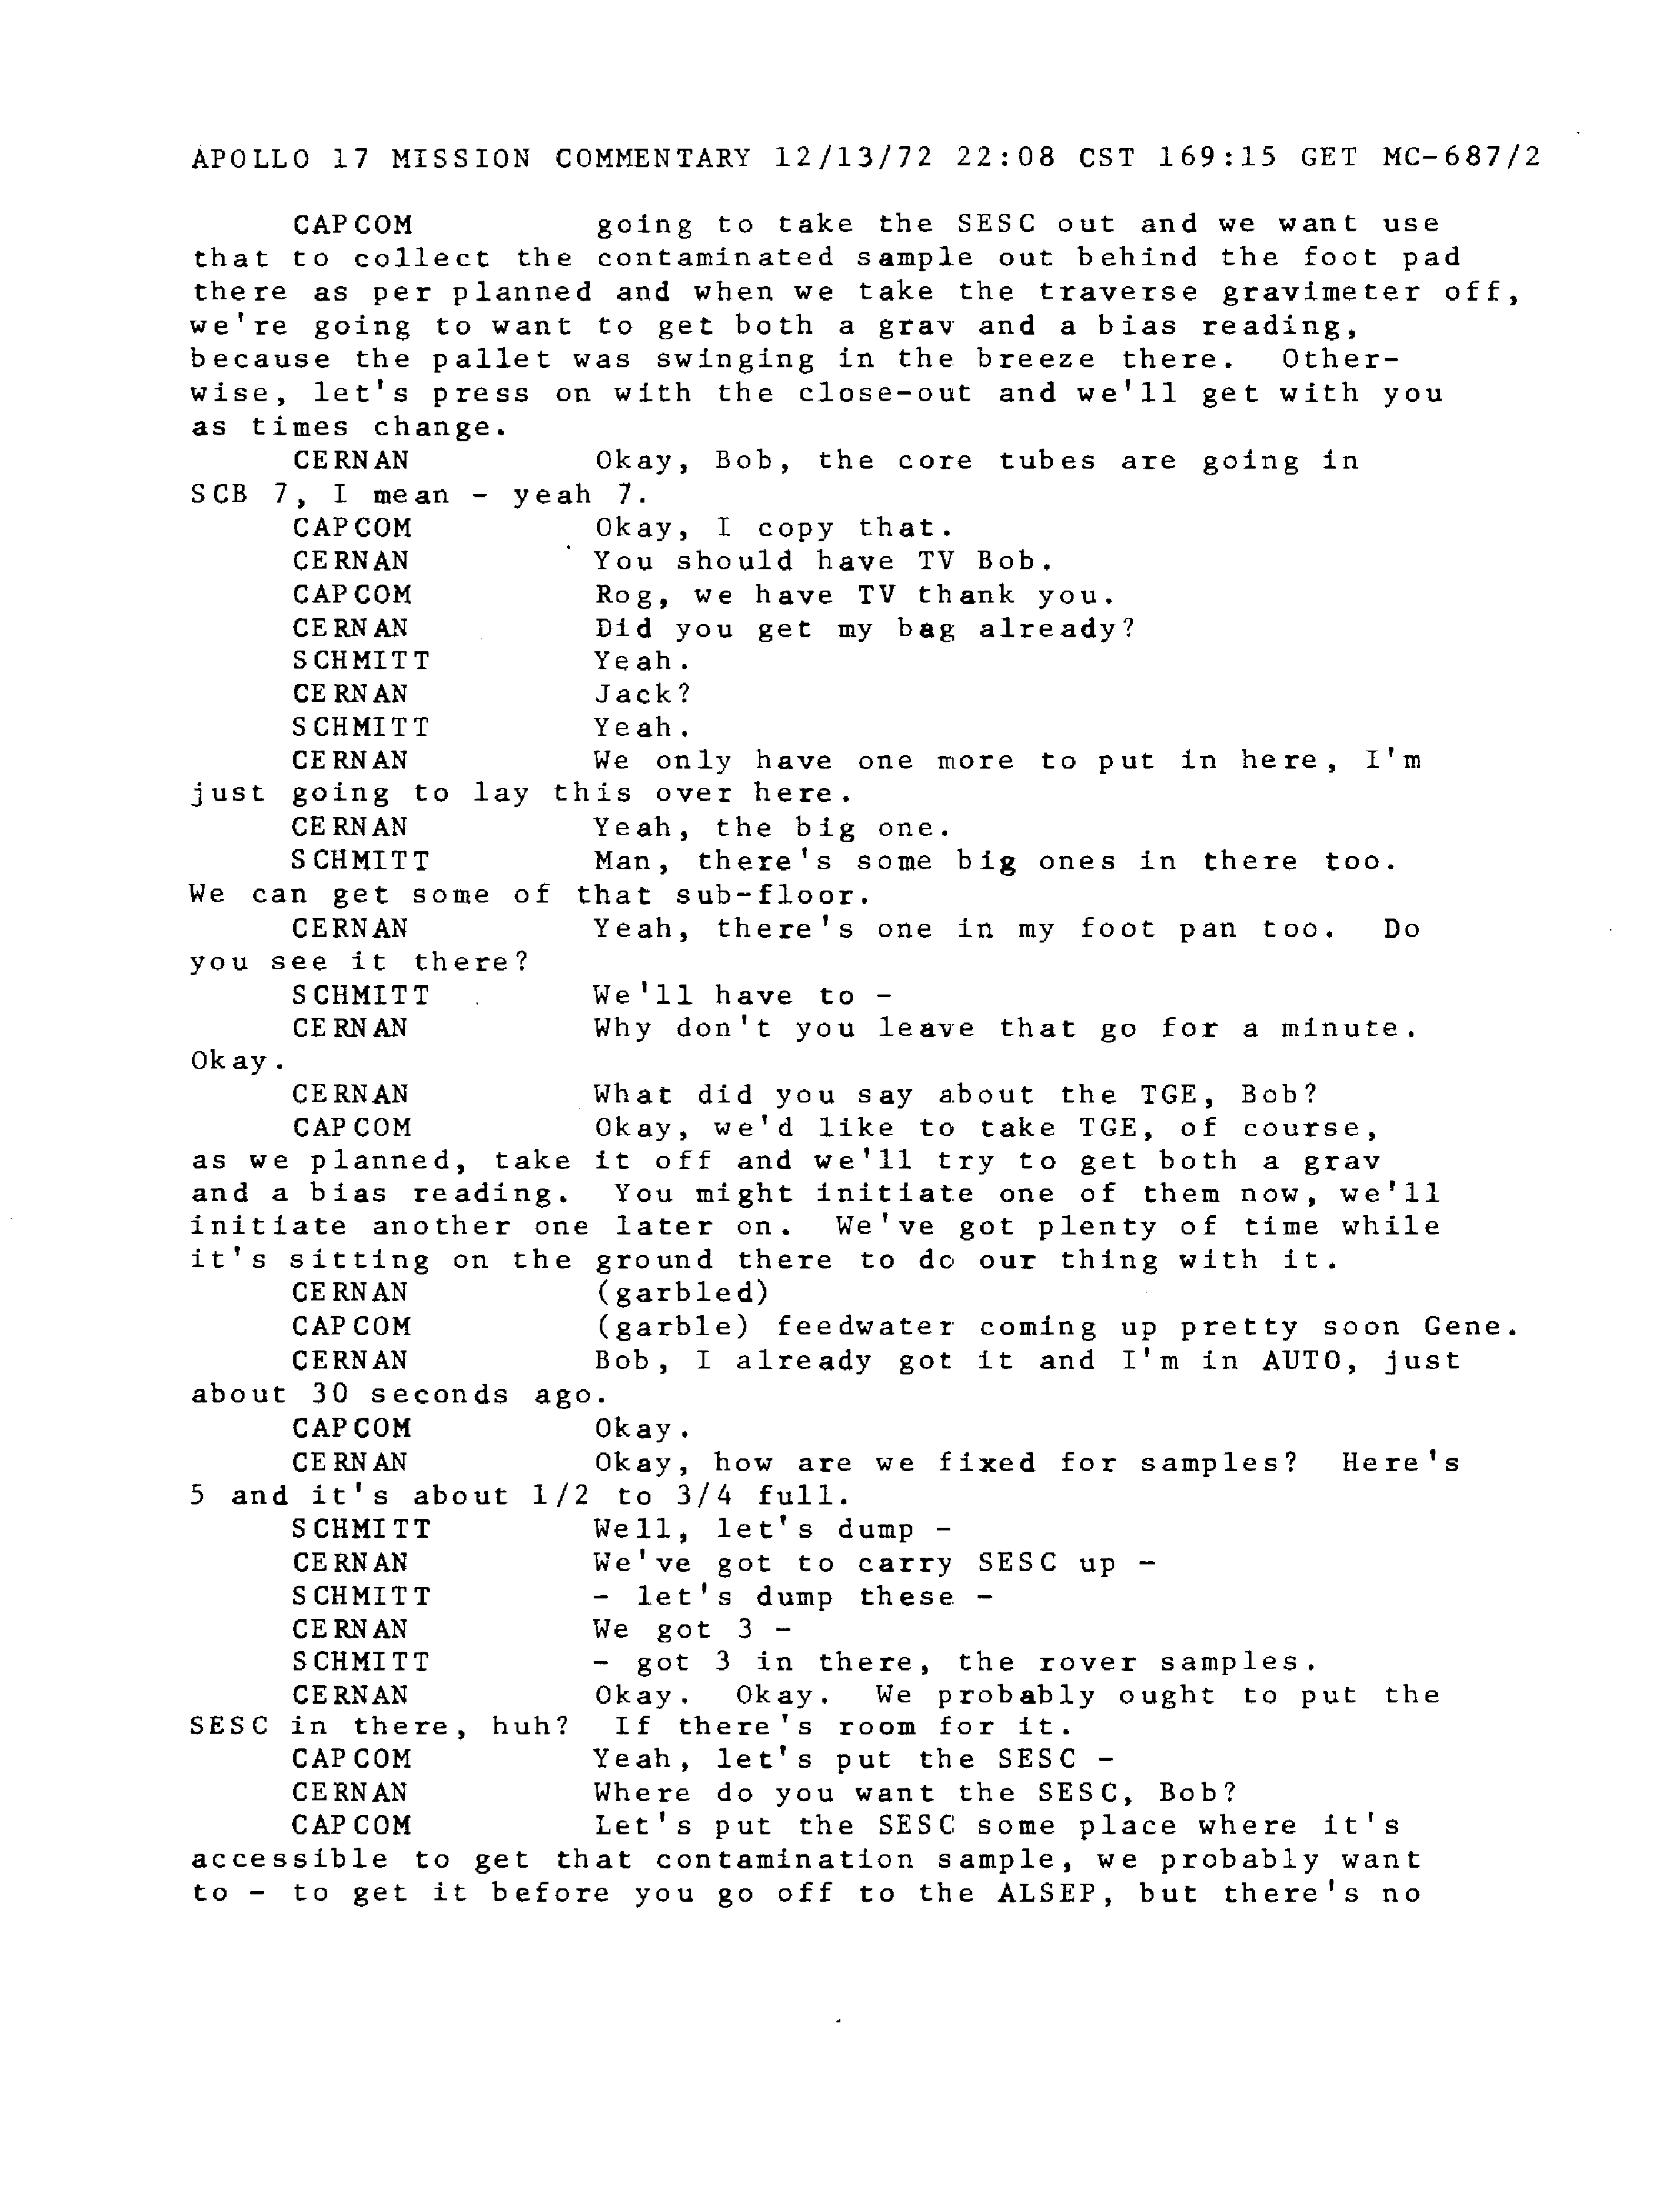 APOLLO 17 MISSION COMMENTARY 12/13/72 22:08 CST 169:15 GET MC-687/2
CAPCOM going to take the SESC out and we want use
that to collect the contaminated sample out behind the foot pad
there as per planned and when we take the traverse gravimeter off,
we're going to want to get both a grav and a bias reading,
because the pallet was swinging in the breeze there. Other-
wise, let's press on with the close-out and we'll get with you
as times change.
CERNAN Okay, Bob, the core tubes are going in
SCB 7, I mean - yeah 7.
CAPCOM Okay, I copy that.
CERNAN You should have TV Bob.
CAPCOM Rog, we have TV thank you.
CERNAN Did you get my bag already?
SCHMITT Yeah.
CERNAN Jack?
SCHMITT Yeah.
CERNAN We only have one more to put in here, I'm
just going to lay this over here.
CERNAN Yeah, the big one.
SCHMITT Man, there's some big ones in there too.
We can get some of that sub-floor.
CERNAN Yeah, there's one in my foot pan too. Do
you see it there?
SCHMITT We'll have to -
CERNAN Why don't you leave that go for a minute.
Okay.
CERNAN What did you say about the TGE, Bob?
CAPCOM Okay, we'd like to take TGE, of course,
as we planned, take it off and we'll try to get both a grav
and a bias reading. You might initiate one of them now, we'll
initiate another one later on. We've got plenty of time while
it's sitting on the ground there to do our thing with it.
CERNAN (garbled)
CAPCOM (garble) feedwater coming up pretty soon Gene.
CERNAN Bob, I already got it and I'm in AUTO, just
about 30 seconds ago.
CAPCOM Okay.
CERNAN Okay, how are we fixed for samples? Here's
5 and it's about 1/2 to 3/4 full.
SCHMITT Well, let's dump -
CERNAN We've got to carry SESC up -
SCHMITT - let's dump these -
CERNAN We got 3 -
SCHMITT - got 3 in there, the rover samples.
CERNAN Okay. Okay. We probably ought to put the
SESC in there, huh? If there's room for it.
CAPCOM Yeah, let's put the SESC -
CERNAN Where do you want the SESC, Bob?
CAPCOM Let's put the SESC some place where it's
accessible to get that contamination sample, we probably want
to - to get it before you go off to the ALSEP, but there's no